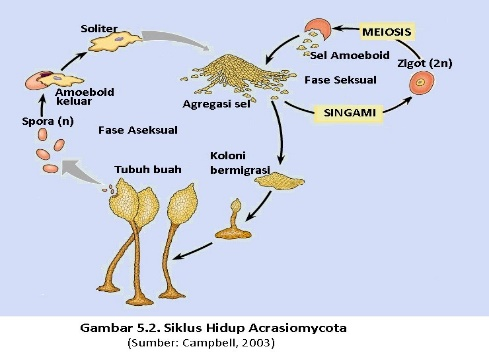 Soliter
MEIOSIS
Sel Amoeboid
Zigot (2n)
Fase Seksual
Amoeboid
keluar
Agregasi sel
SINGAMI
Spora (n)
Fase Aseksual
Koloni
bermigrasi
Tubuh buah
Gambar 5.2. Siklus Hidup Acrasiomycota
(Sumber: Campbell, 2003)